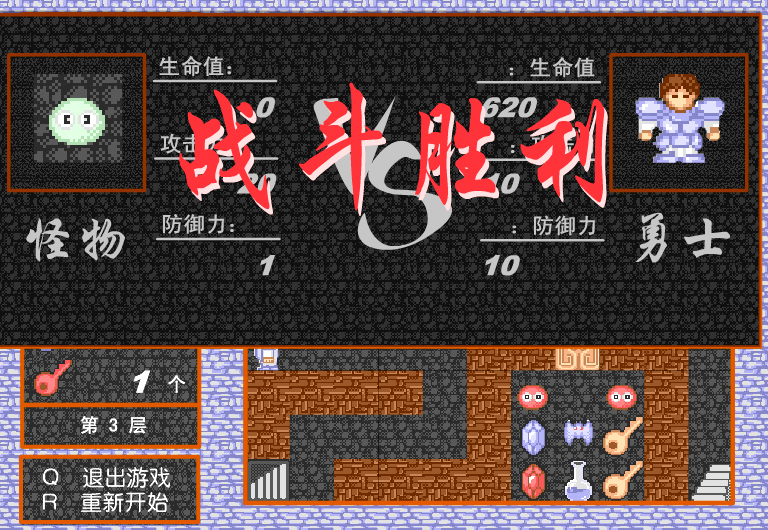 生命值：
0
攻击
20
防御力：
1
怪物
VS
战斗胜利
：生命值
620
10
：防御力
10
勇士
1 个
第 3 层
Q 退出游戏
R 重新开始